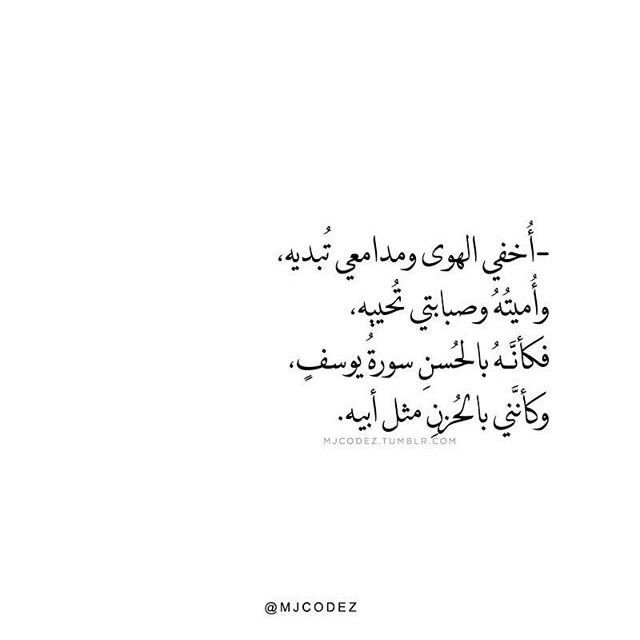 -أُخفي الهوى ومدامعي تُبديه،
وأُميتُهُ وصبابتي تُحييه،
فكأنَّهُ بالحُسنِ سورةُ يوسفٍ،
وكأنَّني بالحُزنِ مثل أبيه.
MJCODEZ.TUMBLR.COM
@MJCODEZ